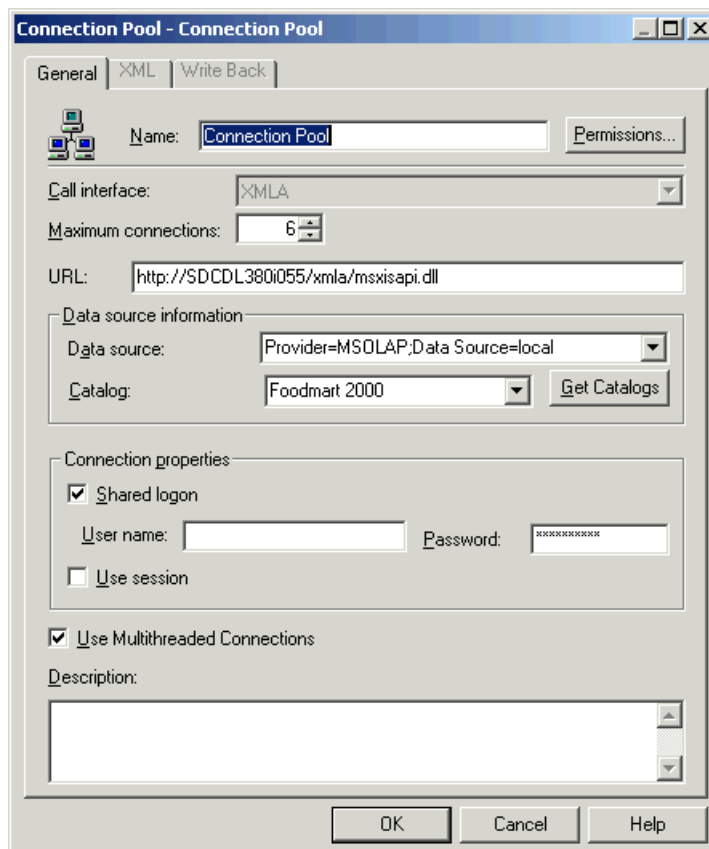 Connection Pool - Connection Pool
General XML Write Back
Name: Connection Pool Permissions...
Call interface: XMLA
Maximum connections: 6
URL: http://SDCDL380i055/xmla/msxisapi.dll
Data source information
Data source: Provider=MSOLAP;Data Source=local
Catalog: Foodmart 2000 Get Catalogs
Connection properties
Shared logon
User name: Password: **********
Use session
Use Multithreaded Connections
Description:
OK Cancel Help